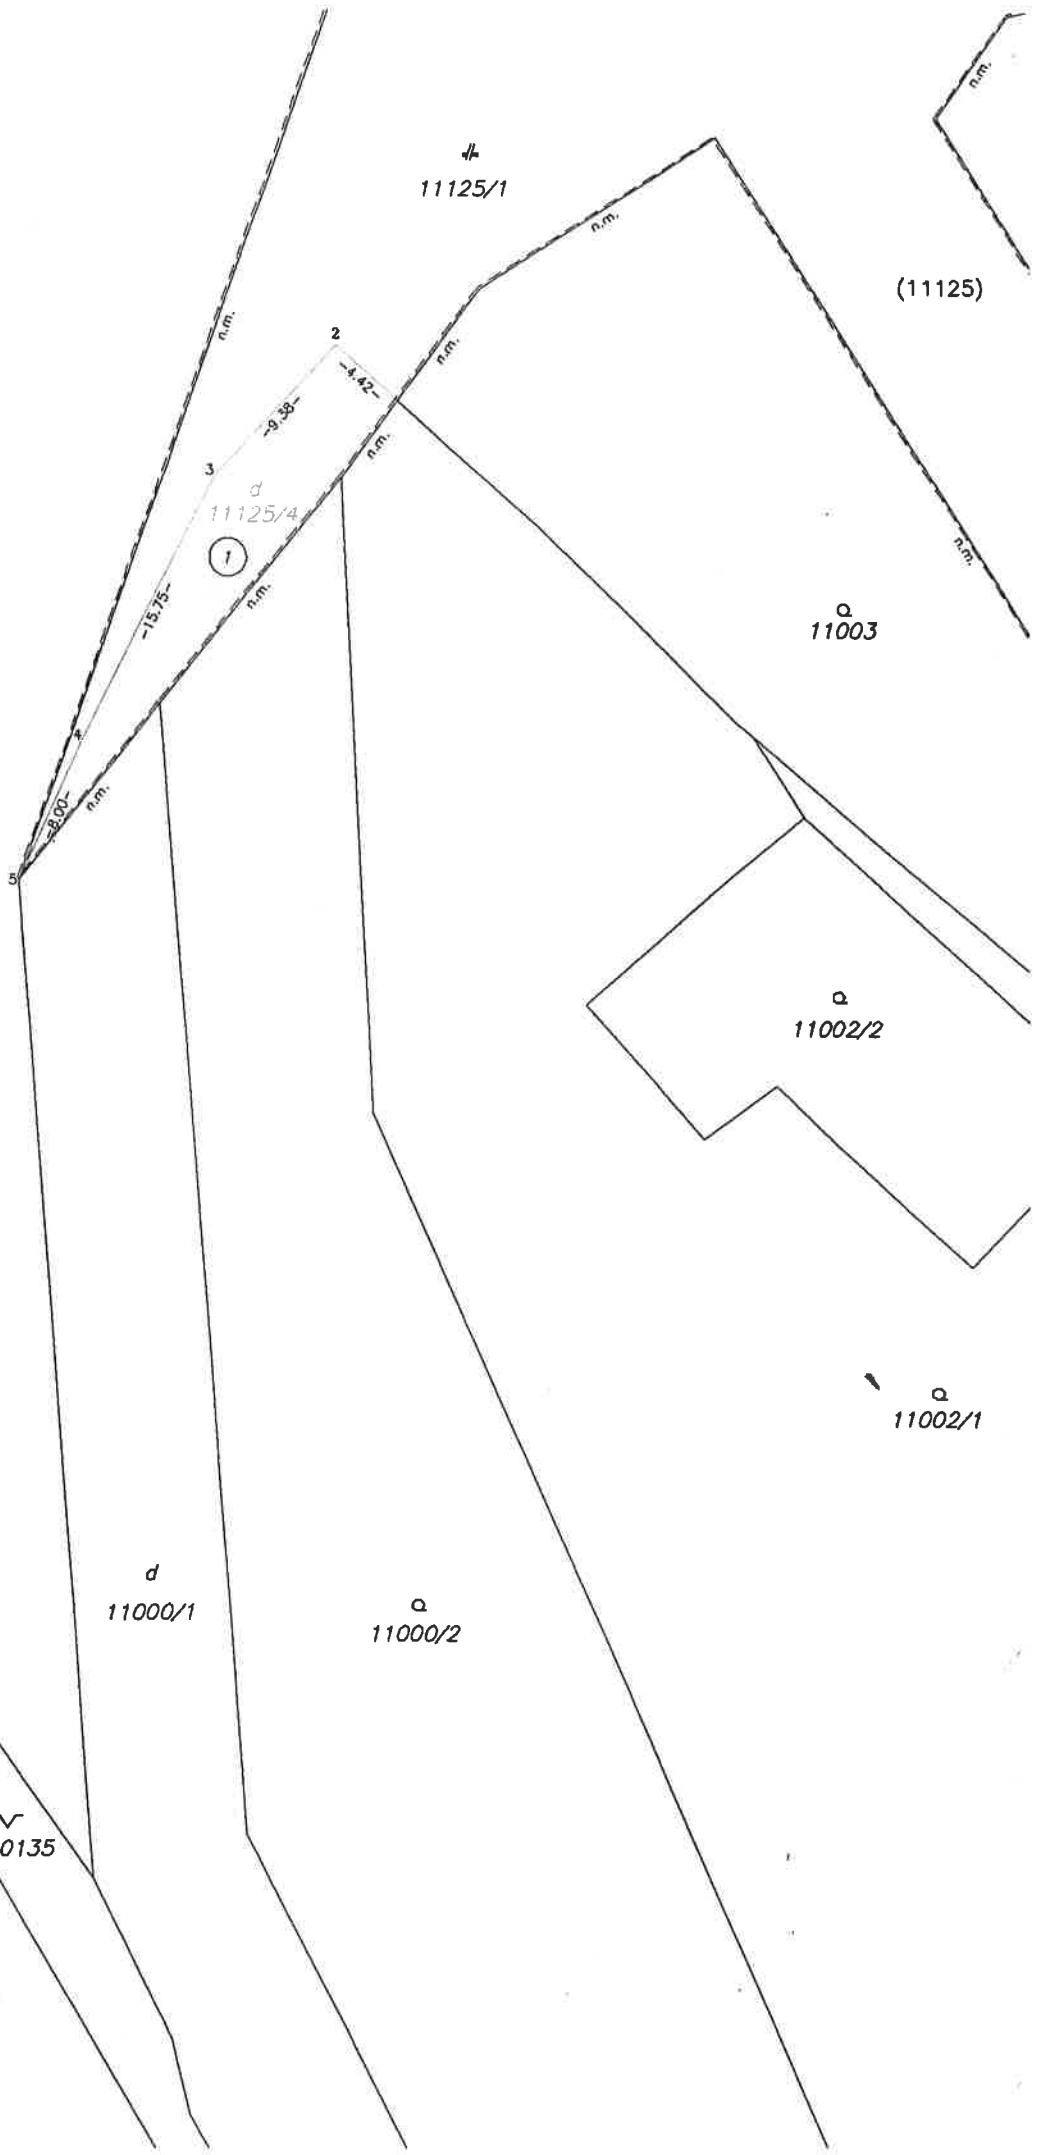 n.m.
11125/1
n.m.
(11125)
n.m.
2
n.m.
-4.42-
-9.38-
n.m.
3
d
11125/4
1
n.m.
n.m.
-15.75-
11003
4
n.m.
-8.00-
5
11002/2
11002/1
d
11000/1
11000/2
0135